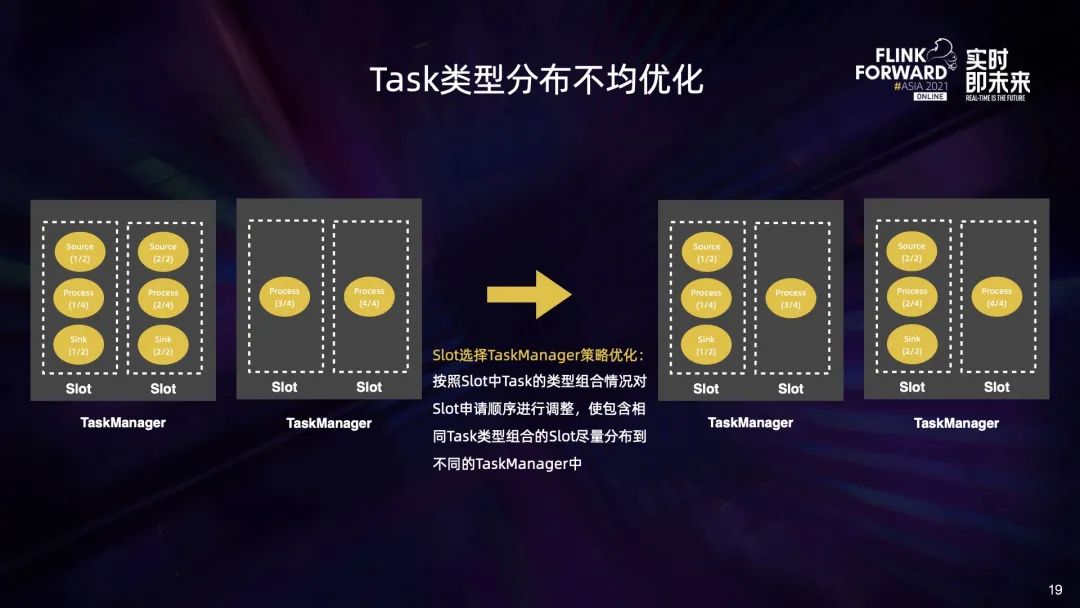 Task类型分布不均优化
FLINK
FORWARD
#ASIA 2021
ONLINE
实时
即未来
REAL-TIME IS THE FUTURE
Source
(1/2)
Process
(1/4)
Sink
(1/2)
Slot
Source
(2/2)
Process
(2/4)
Sink
(2/2)
Slot
TaskManager
Process
(3/4)
Slot
Process
(4/4)
Slot
TaskManager
Slot选择TaskManager策略优化：
按照Slot中Task的类型组合情况对
Slot申请顺序进行调整，使包含相
同Task类型组合的Slot尽量分布到
不同的TaskManager中
Source
(1/2)
Process
(1/4)
Sink
(1/2)
Slot
Process
(3/4)
Slot
TaskManager
Source
(2/2)
Process
(2/4)
Sink
(2/2)
Slot
Process
(4/4)
Slot
TaskManager
19